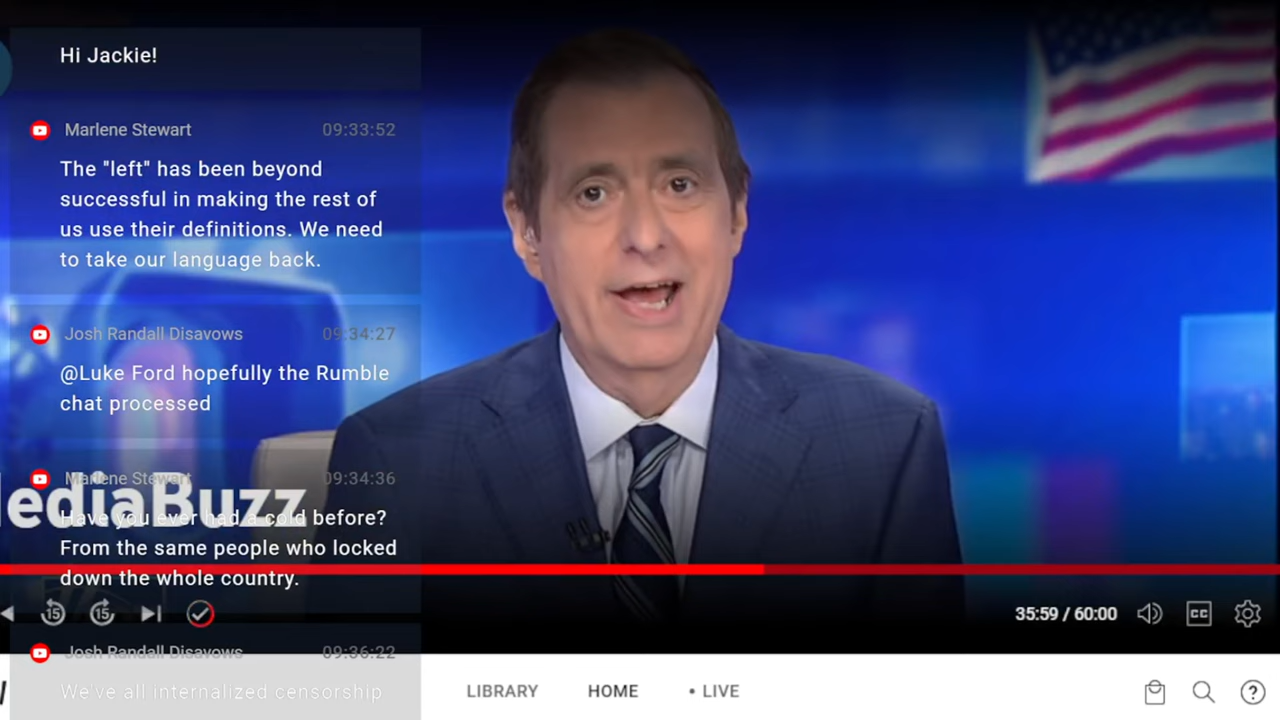 Hi Jackie!
Marlene Stewart 09:33:52
The "left" has been beyond
successful in making the rest of
us use their definitions. We need
to take our language back.
Josh Randall Disavows 09:34:27
@Luke Ford hopefully the Rumble
chat processed
Marlene Stewart 09:34:36
ediaBuzz
Have you ever had a cold before?
From the same people who locked
down the whole country.
15 15
35:59 / 60:00 CC
Josh Randall Disavows 09:36:22
We've all internalized censorship
LIBRARY HOME • LIVE ?